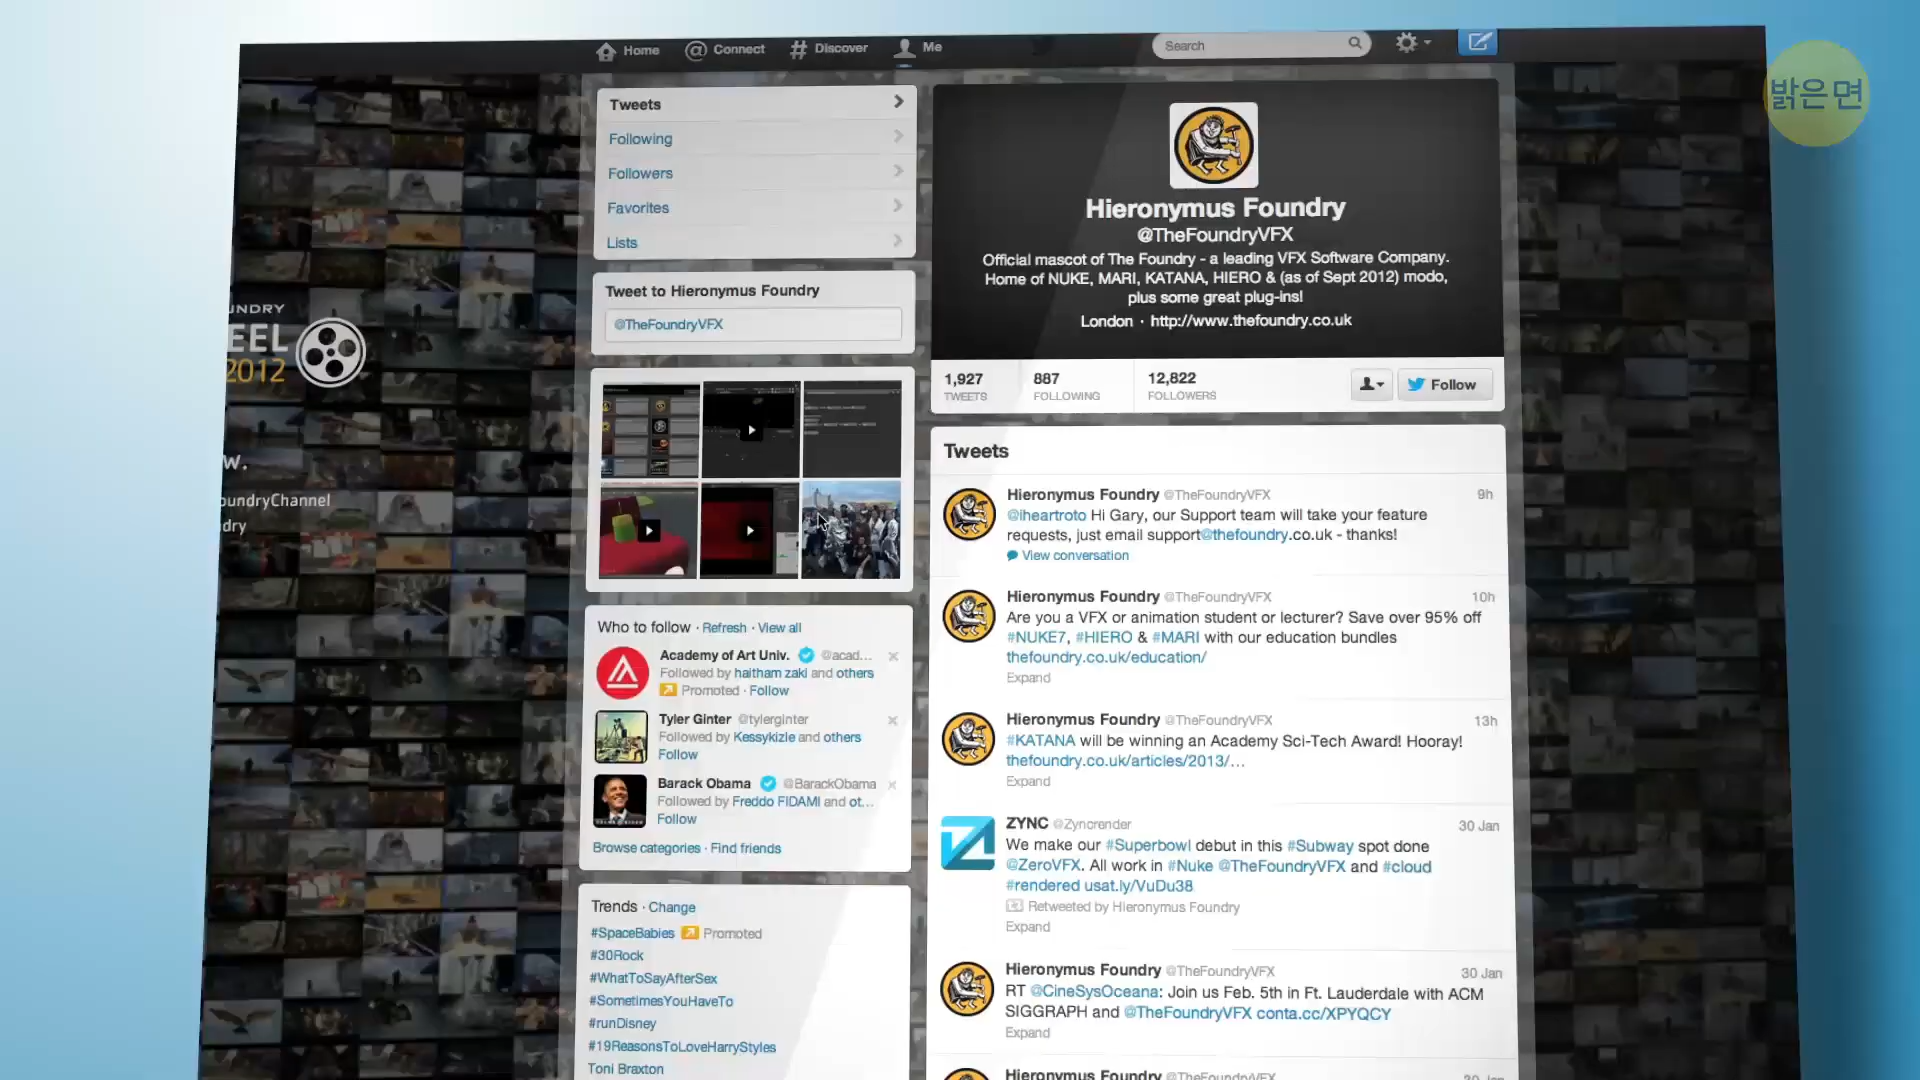 Home
Connect
Discover
Me
Search
밝은면
Tweets
Following
Followers
Favorites
Lists
Tweet to Hieronymus Foundry
@TheFoundryVFX
UNDRY
EEL
2012
w.
oundryChannel
dry
Who to follow · Refresh · View all
Academy of Art Univ. @acad...
Followed by haitham zaki and others
Promoted · Follow
Tyler Ginter @tylerginter
Followed by Kessykizle and others
Follow
Barack Obama @BarackObama
Followed by Freddo FIDAMI and ot...
Follow
Browse categories · Find friends
Trends · Change
#SpaceBabies Promoted
#30Rock
#WhatToSayAfterSex
#SometimesYouHaveTo
#runDisney
#19ReasonsToLoveHarryStyles
Toni Braxton
Hieronymus Foundry
@TheFoundryVFX
Official mascot of The Foundry - a leading VFX Software Company.
Home of NUKE, MARI, KATANA, HIERO & (as of Sept 2012) modo,
plus some great plug-ins!
London · http://www.thefoundry.co.uk
1,927
TWEETS
887
FOLLOWING
12,822
FOLLOWERS
Follow
Tweets
Hieronymus Foundry @TheFoundryVFX 9h
@iheartroto Hi Gary, our Support team will take your feature
requests, just email support@thefoundry.co.uk - thanks!
View conversation
Hieronymus Foundry @TheFoundryVFX 10h
Are you a VFX or animation student or lecturer? Save over 95% off
#NUKE7, #HIERO & #MARI with our education bundles
thefoundry.co.uk/education/
Expand
Hieronymus Foundry @TheFoundryVFX 13h
#KATANA will be winning an Academy Sci-Tech Award! Hooray!
thefoundry.co.uk/articles/2013/...
Expand
ZYNC @Zyncrender 30 Jan
We make our #Superbowl debut in this #Subway spot done
@ZeroVFX. All work in #Nuke @TheFoundryVFX and #cloud
#rendered usat.ly/VuDu38
Retweeted by Hieronymus Foundry
Expand
Hieronymus Foundry @TheFoundryVFX 30 Jan
RT @CineSysOceana: Join us Feb. 5th in Ft. Lauderdale with ACM
SIGGRAPH and @TheFoundryVFX conta.cc/XPYQCY
Expand
Hieronymus Foundry @TheFoundryVFX 30 Jan